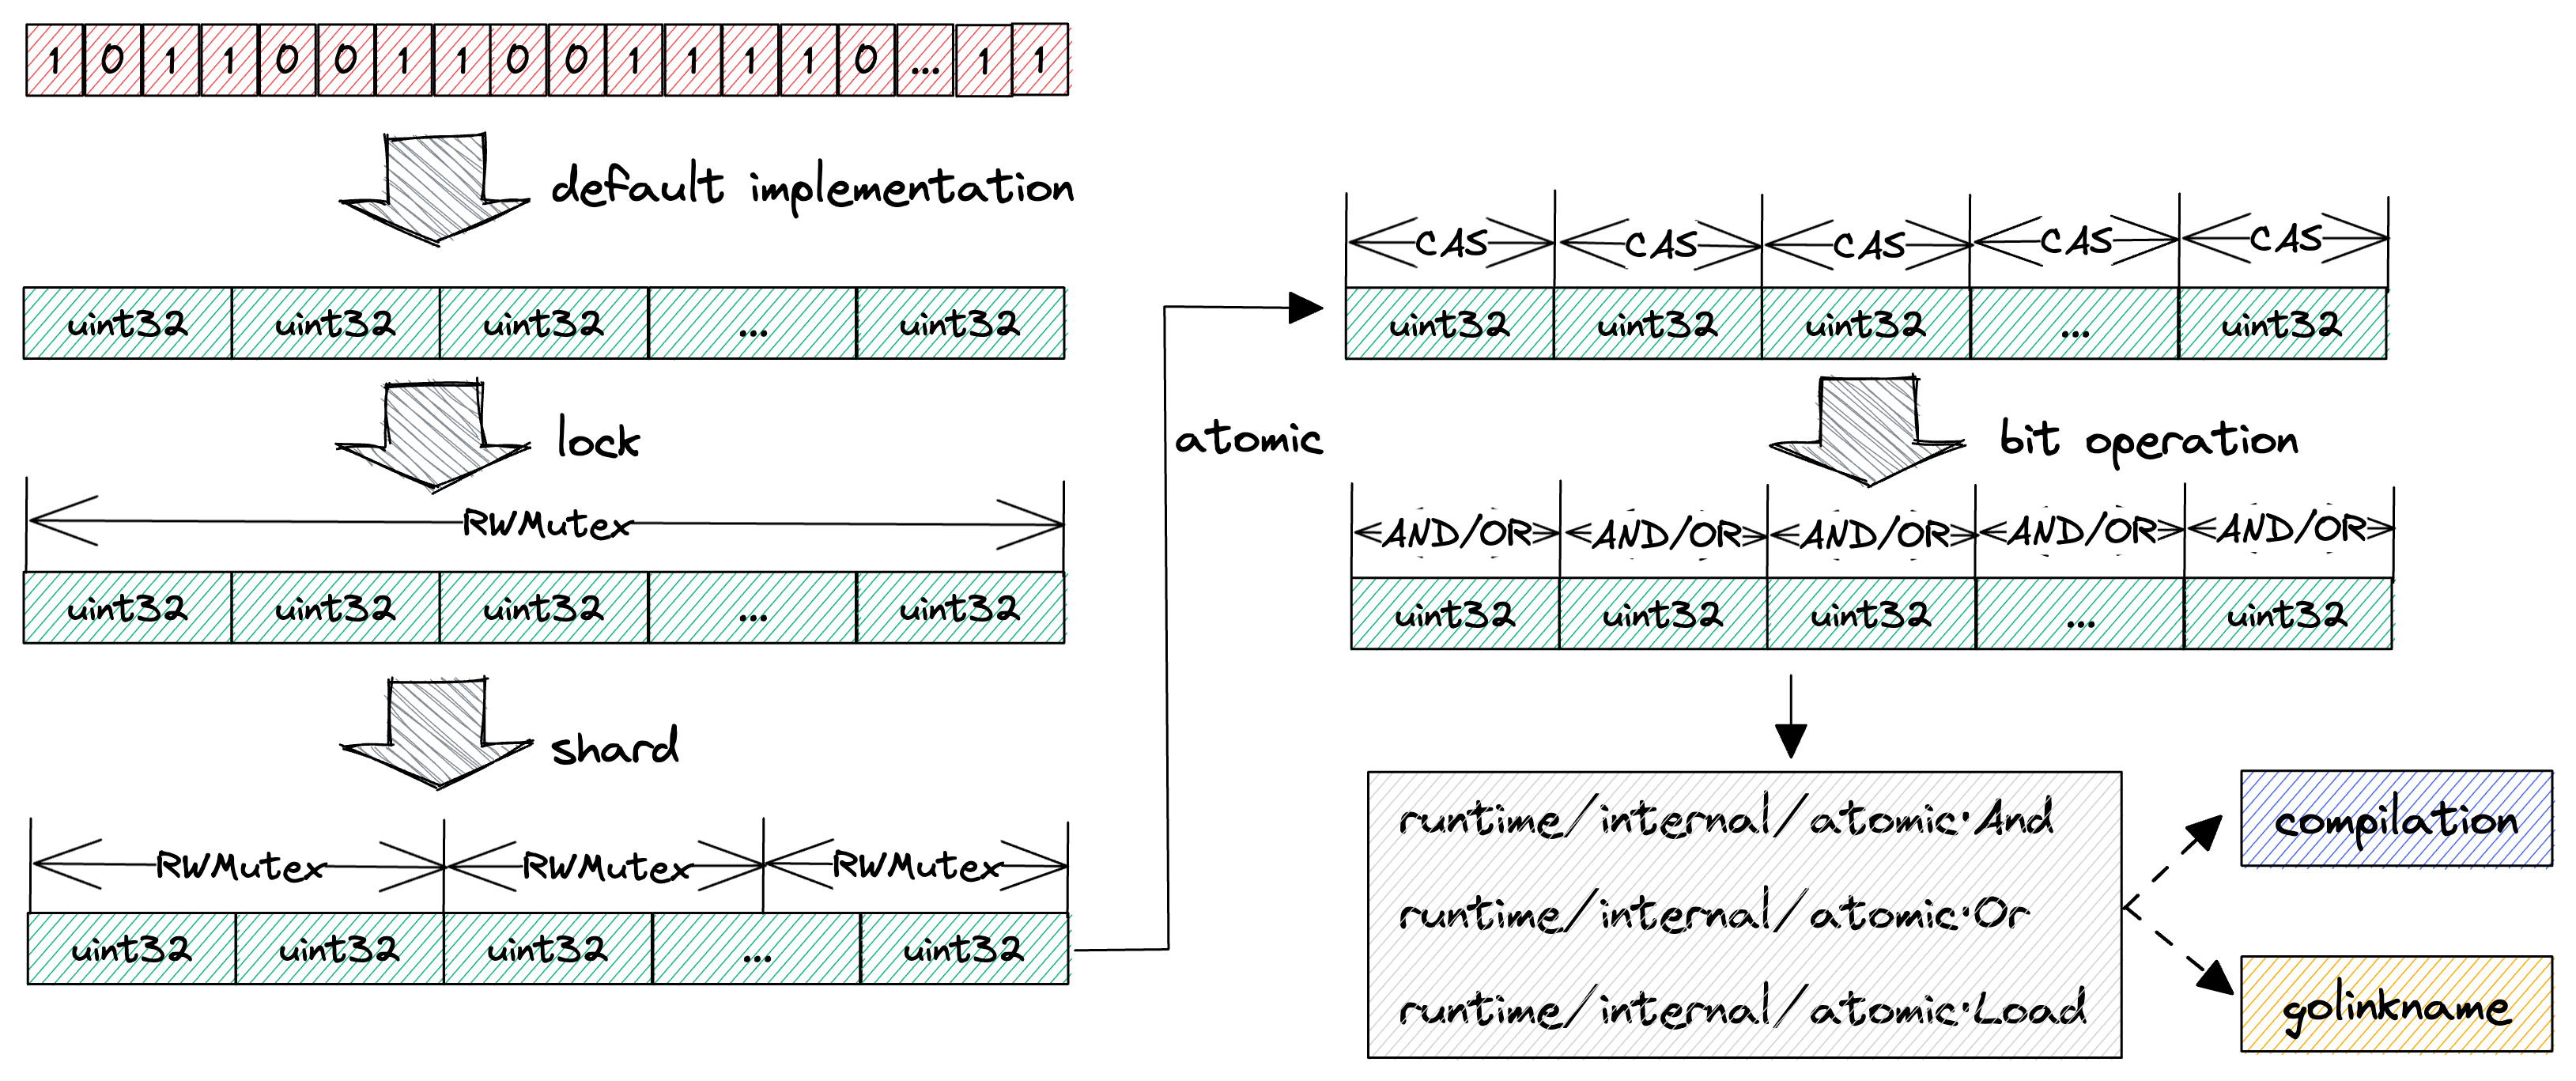 1 0 1 1 0 0 1 1 0 0 1 1 1 1 0 ... 1 1
default implementation
uint32 uint32 uint32 ... uint32
lock
RWMutex
uint32 uint32 uint32 ... uint32
shard
RWMutex RWMutex RWMutex
uint32 uint32 uint32 ... uint32
atomic
CAS CAS CAS CAS CAS
uint32 uint32 uint32 ... uint32
bit operation
AND/OR AND/OR AND/OR AND/OR AND/OR
uint32 uint32 uint32 ... uint32
runtime/internal/atomic·And
runtime/internal/atomic·Or
runtime/internal/atomic·Load
compilation
golinkname